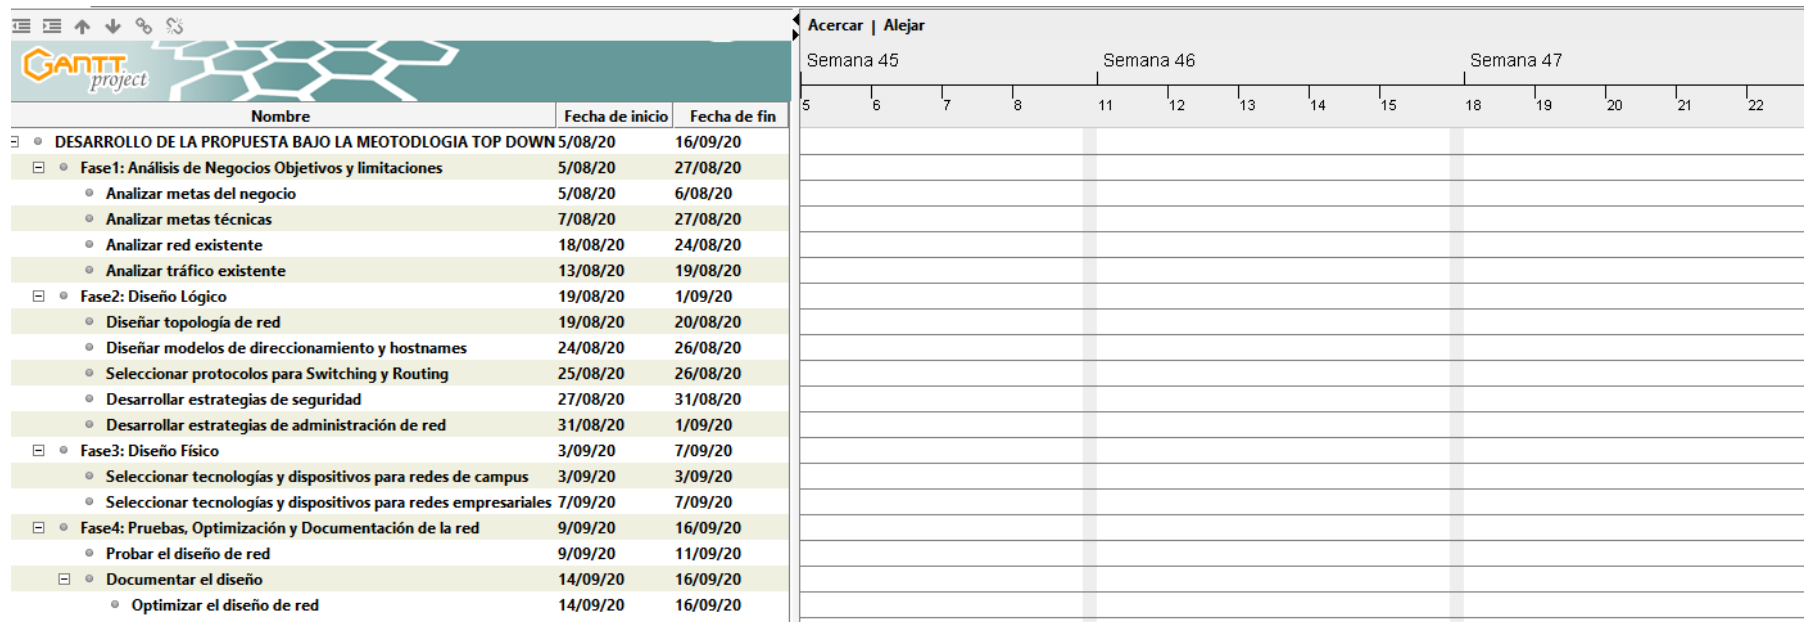 Acercar | Alejar
GANTT project
Semana 45 Semana 46 Semana 47
5 6 7 8 11 12 13 14 15 18 19 20 21 22
Nombre Fecha de inicio Fecha de fin
DESARROLLO DE LA PROPUESTA BAJO LA MEOTODLOGIA TOP DOWN 5/08/20 16/09/20
Fase1: Análisis de Negocios Objetivos y limitaciones 5/08/20 27/08/20
Analizar metas del negocio 5/08/20 6/08/20
Analizar metas técnicas 7/08/20 27/08/20
Analizar red existente 18/08/20 24/08/20
Analizar tráfico existente 13/08/20 19/08/20
Fase2: Diseño Lógico 19/08/20 1/09/20
Diseñar topología de red 19/08/20 20/08/20
Diseñar modelos de direccionamiento y hostnames 24/08/20 26/08/20
Seleccionar protocolos para Switching y Routing 25/08/20 26/08/20
Desarrollar estrategias de seguridad 27/08/20 31/08/20
Desarrollar estrategias de administración de red 31/08/20 1/09/20
Fase3: Diseño Físico 3/09/20 7/09/20
Seleccionar tecnologías y dispositivos para redes de campus 3/09/20 3/09/20
Seleccionar tecnologías y dispositivos para redes empresariales 7/09/20 7/09/20
Fase4: Pruebas, Optimización y Documentación de la red 9/09/20 16/09/20
Probar el diseño de red 9/09/20 11/09/20
Documentar el diseño 14/09/20 16/09/20
Optimizar el diseño de red 14/09/20 16/09/20